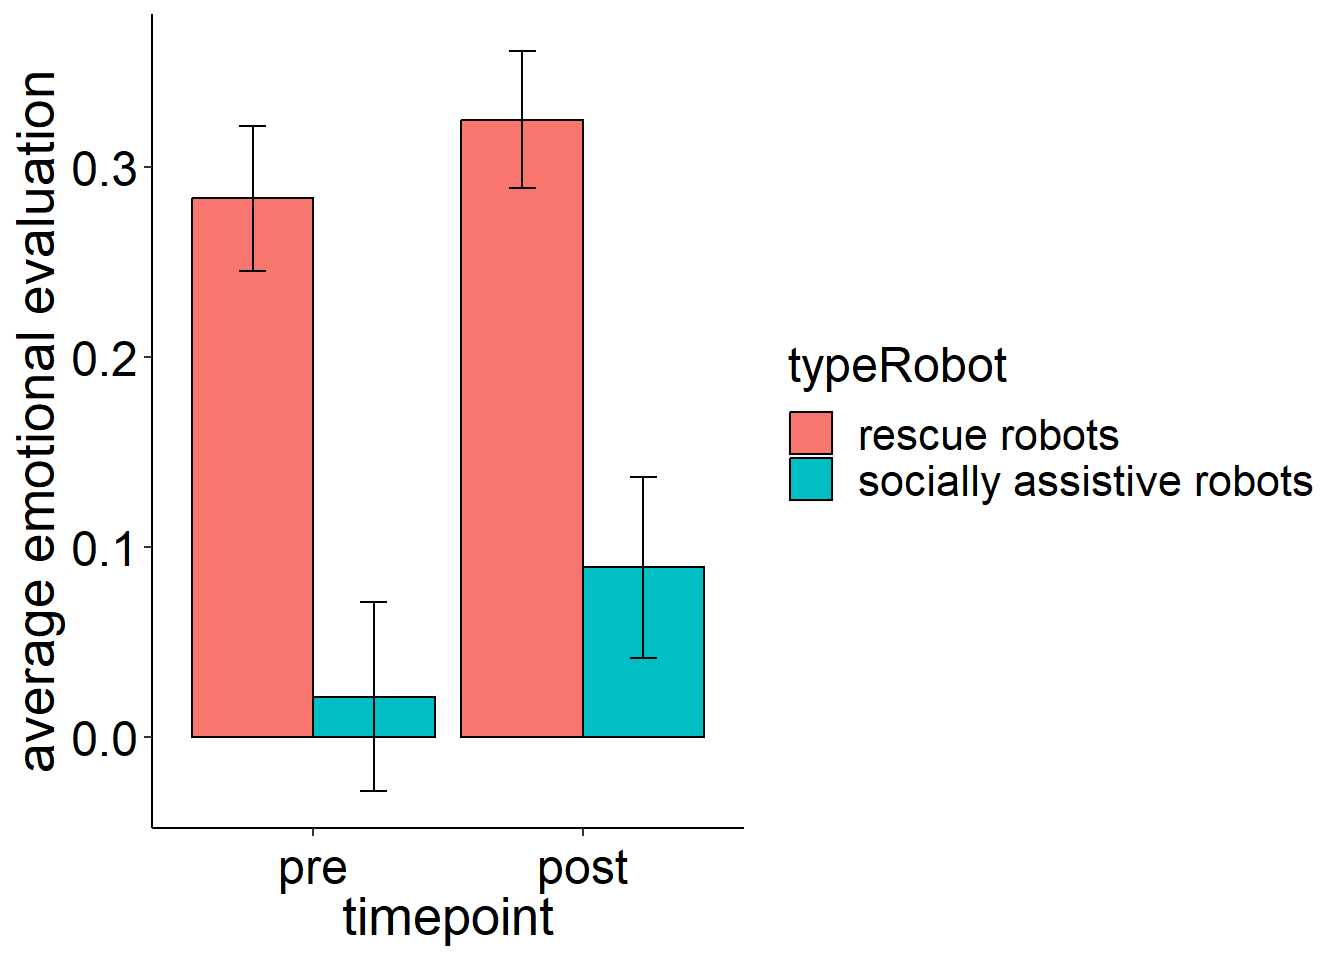 average emotional evaluation
0.3
0.2
0.1
0.0
pre
post
timepoint
typeRobot
rescue robots
socially assistive robots